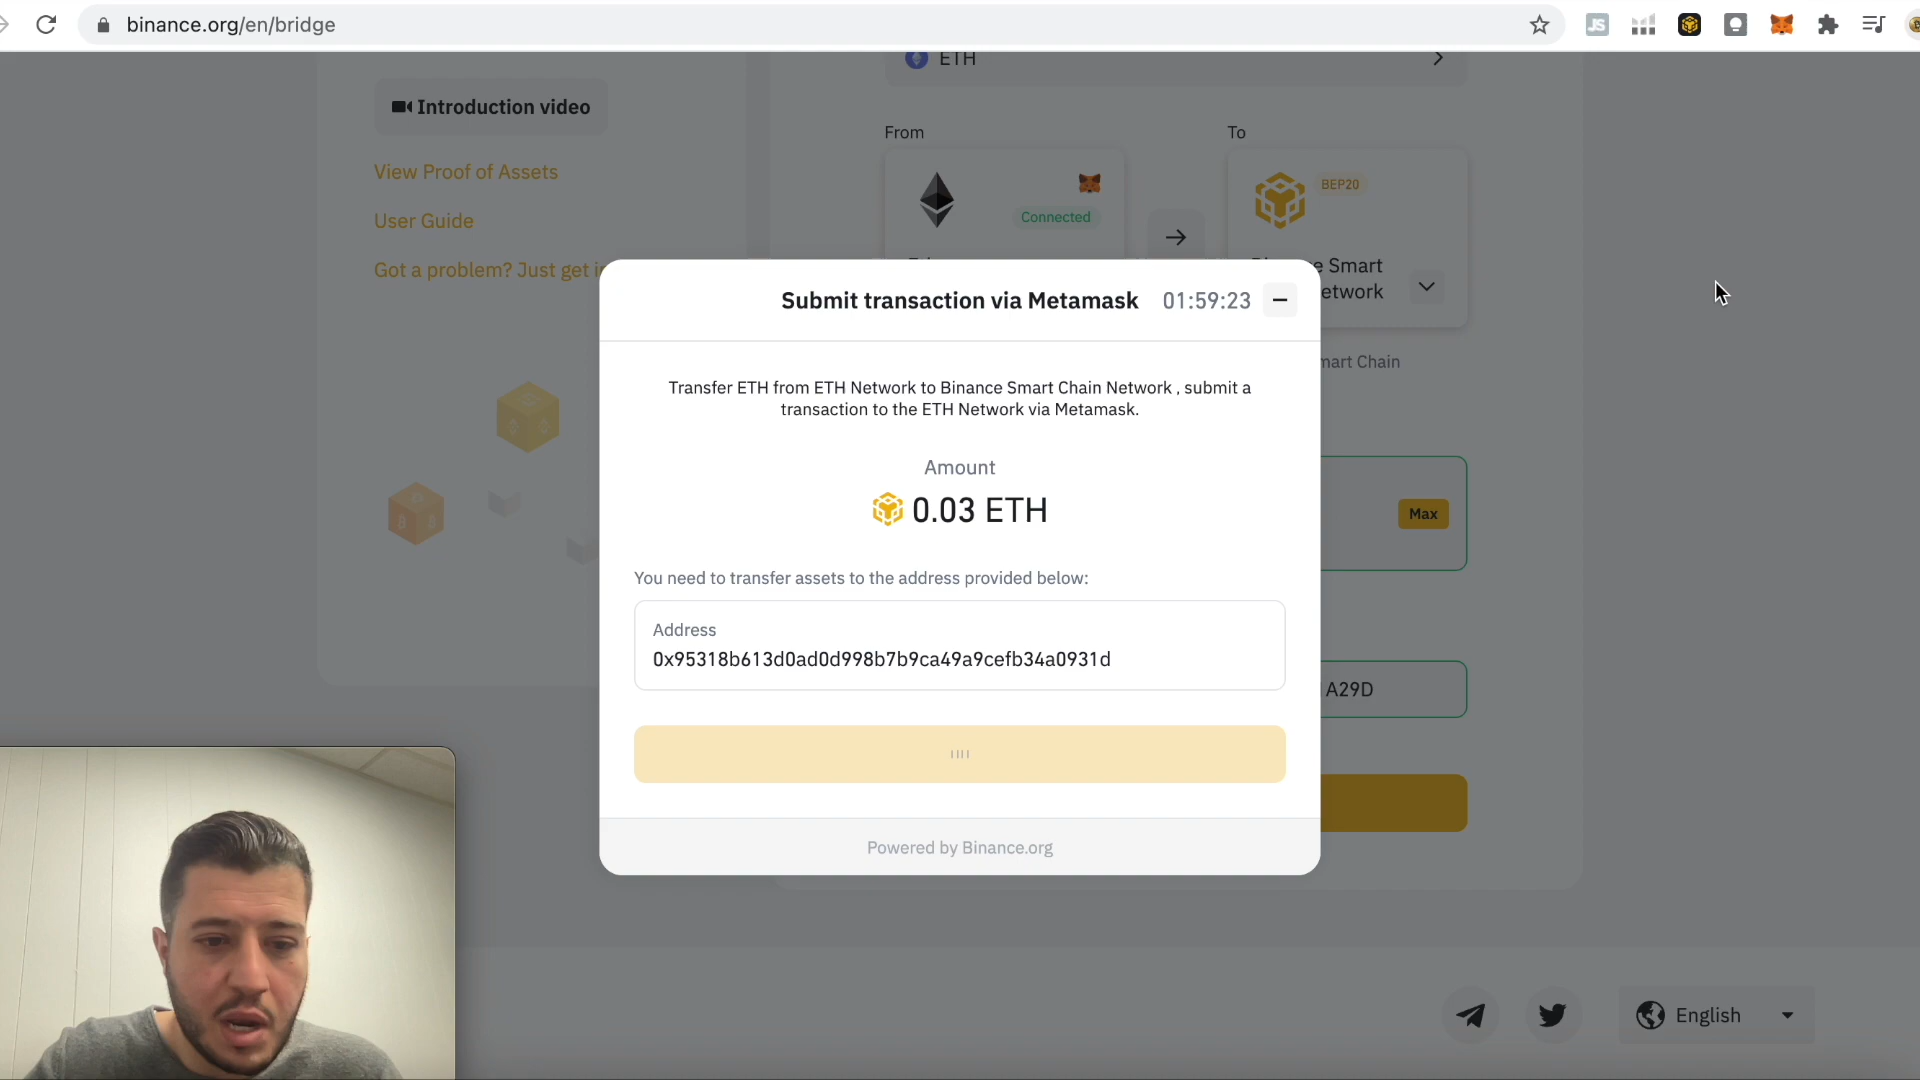 binance.org/en/bridge
JS
ETH
Introduction video
View Proof of Assets
User Guide
Got a problem? Just get i
From
To
Connected
BEP20
e Smart
etwork
mart Chain
Max
A29D
Submit transaction via Metamask 01:59:23
Transfer ETH from ETH Network to Binance Smart Chain Network , submit a
transaction to the ETH Network via Metamask.
Amount
0.03 ETH
You need to transfer assets to the address provided below:
Address
0x95318b613d0ad0d998b7b9ca49a9cefb34a0931d
Powered by Binance.org
English